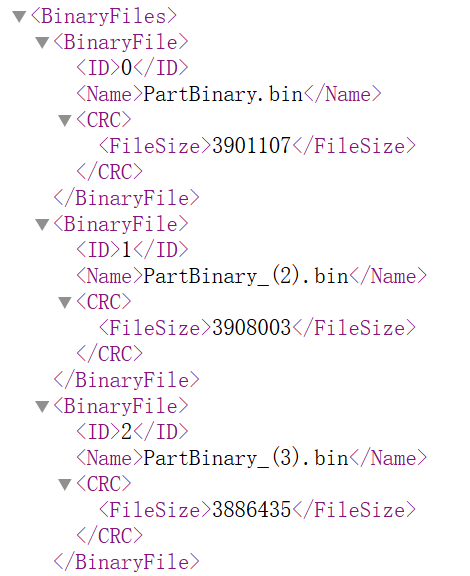 <BinaryFiles>
<BinaryFile>
<ID>0</ID>
<Name>PartBinary.bin</Name>
<CRC>
<FileSize>3901107</FileSize>
</CRC>
</BinaryFile>
<BinaryFile>
<ID>1</ID>
<Name>PartBinary_(2).bin</Name>
<CRC>
<FileSize>3908003</FileSize>
</CRC>
</BinaryFile>
<BinaryFile>
<ID>2</ID>
<Name>PartBinary_(3).bin</Name>
<CRC>
<FileSize>3886435</FileSize>
</CRC>
</BinaryFile>